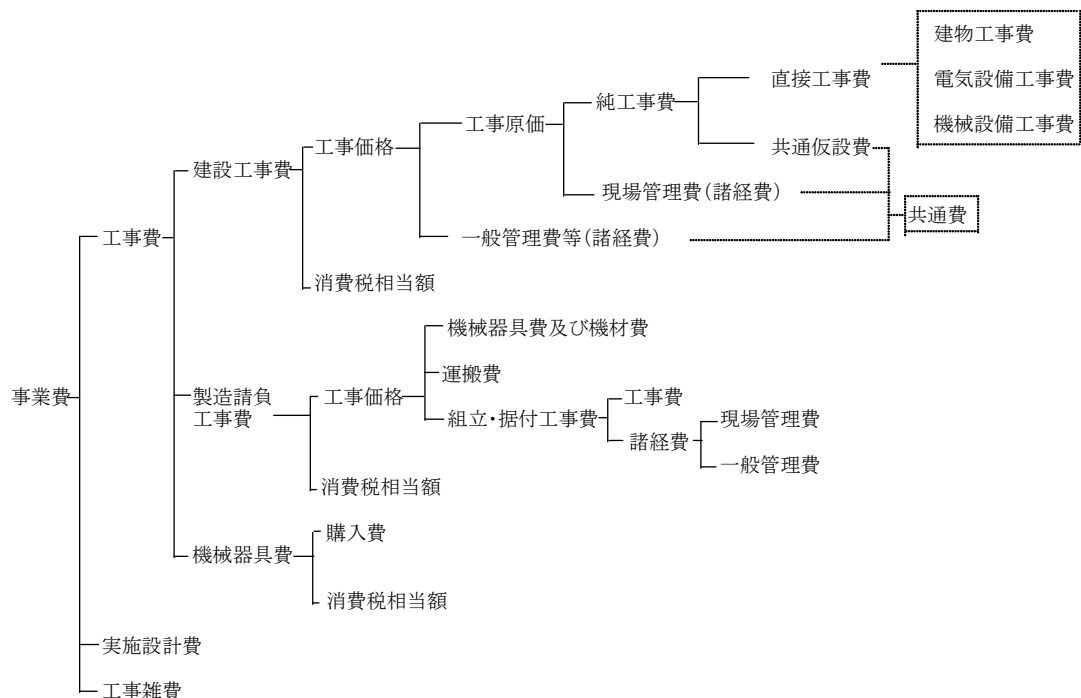 建物工事費
電気設備工事費
機械設備工事費
直接工事費
純工事費
共通仮設費
工事原価
現場管理費(諸経費)
共通費
工事価格
一般管理費等(諸経費)
建設工事費
消費税相当額
工事費
機械器具費及び機材費
運搬費
工事価格
組立・据付工事費
工事費
諸経費
現場管理費
一般管理費
製造請負
工事費
消費税相当額
事業費
購入費
機械器具費
消費税相当額
実施設計費
工事雑費